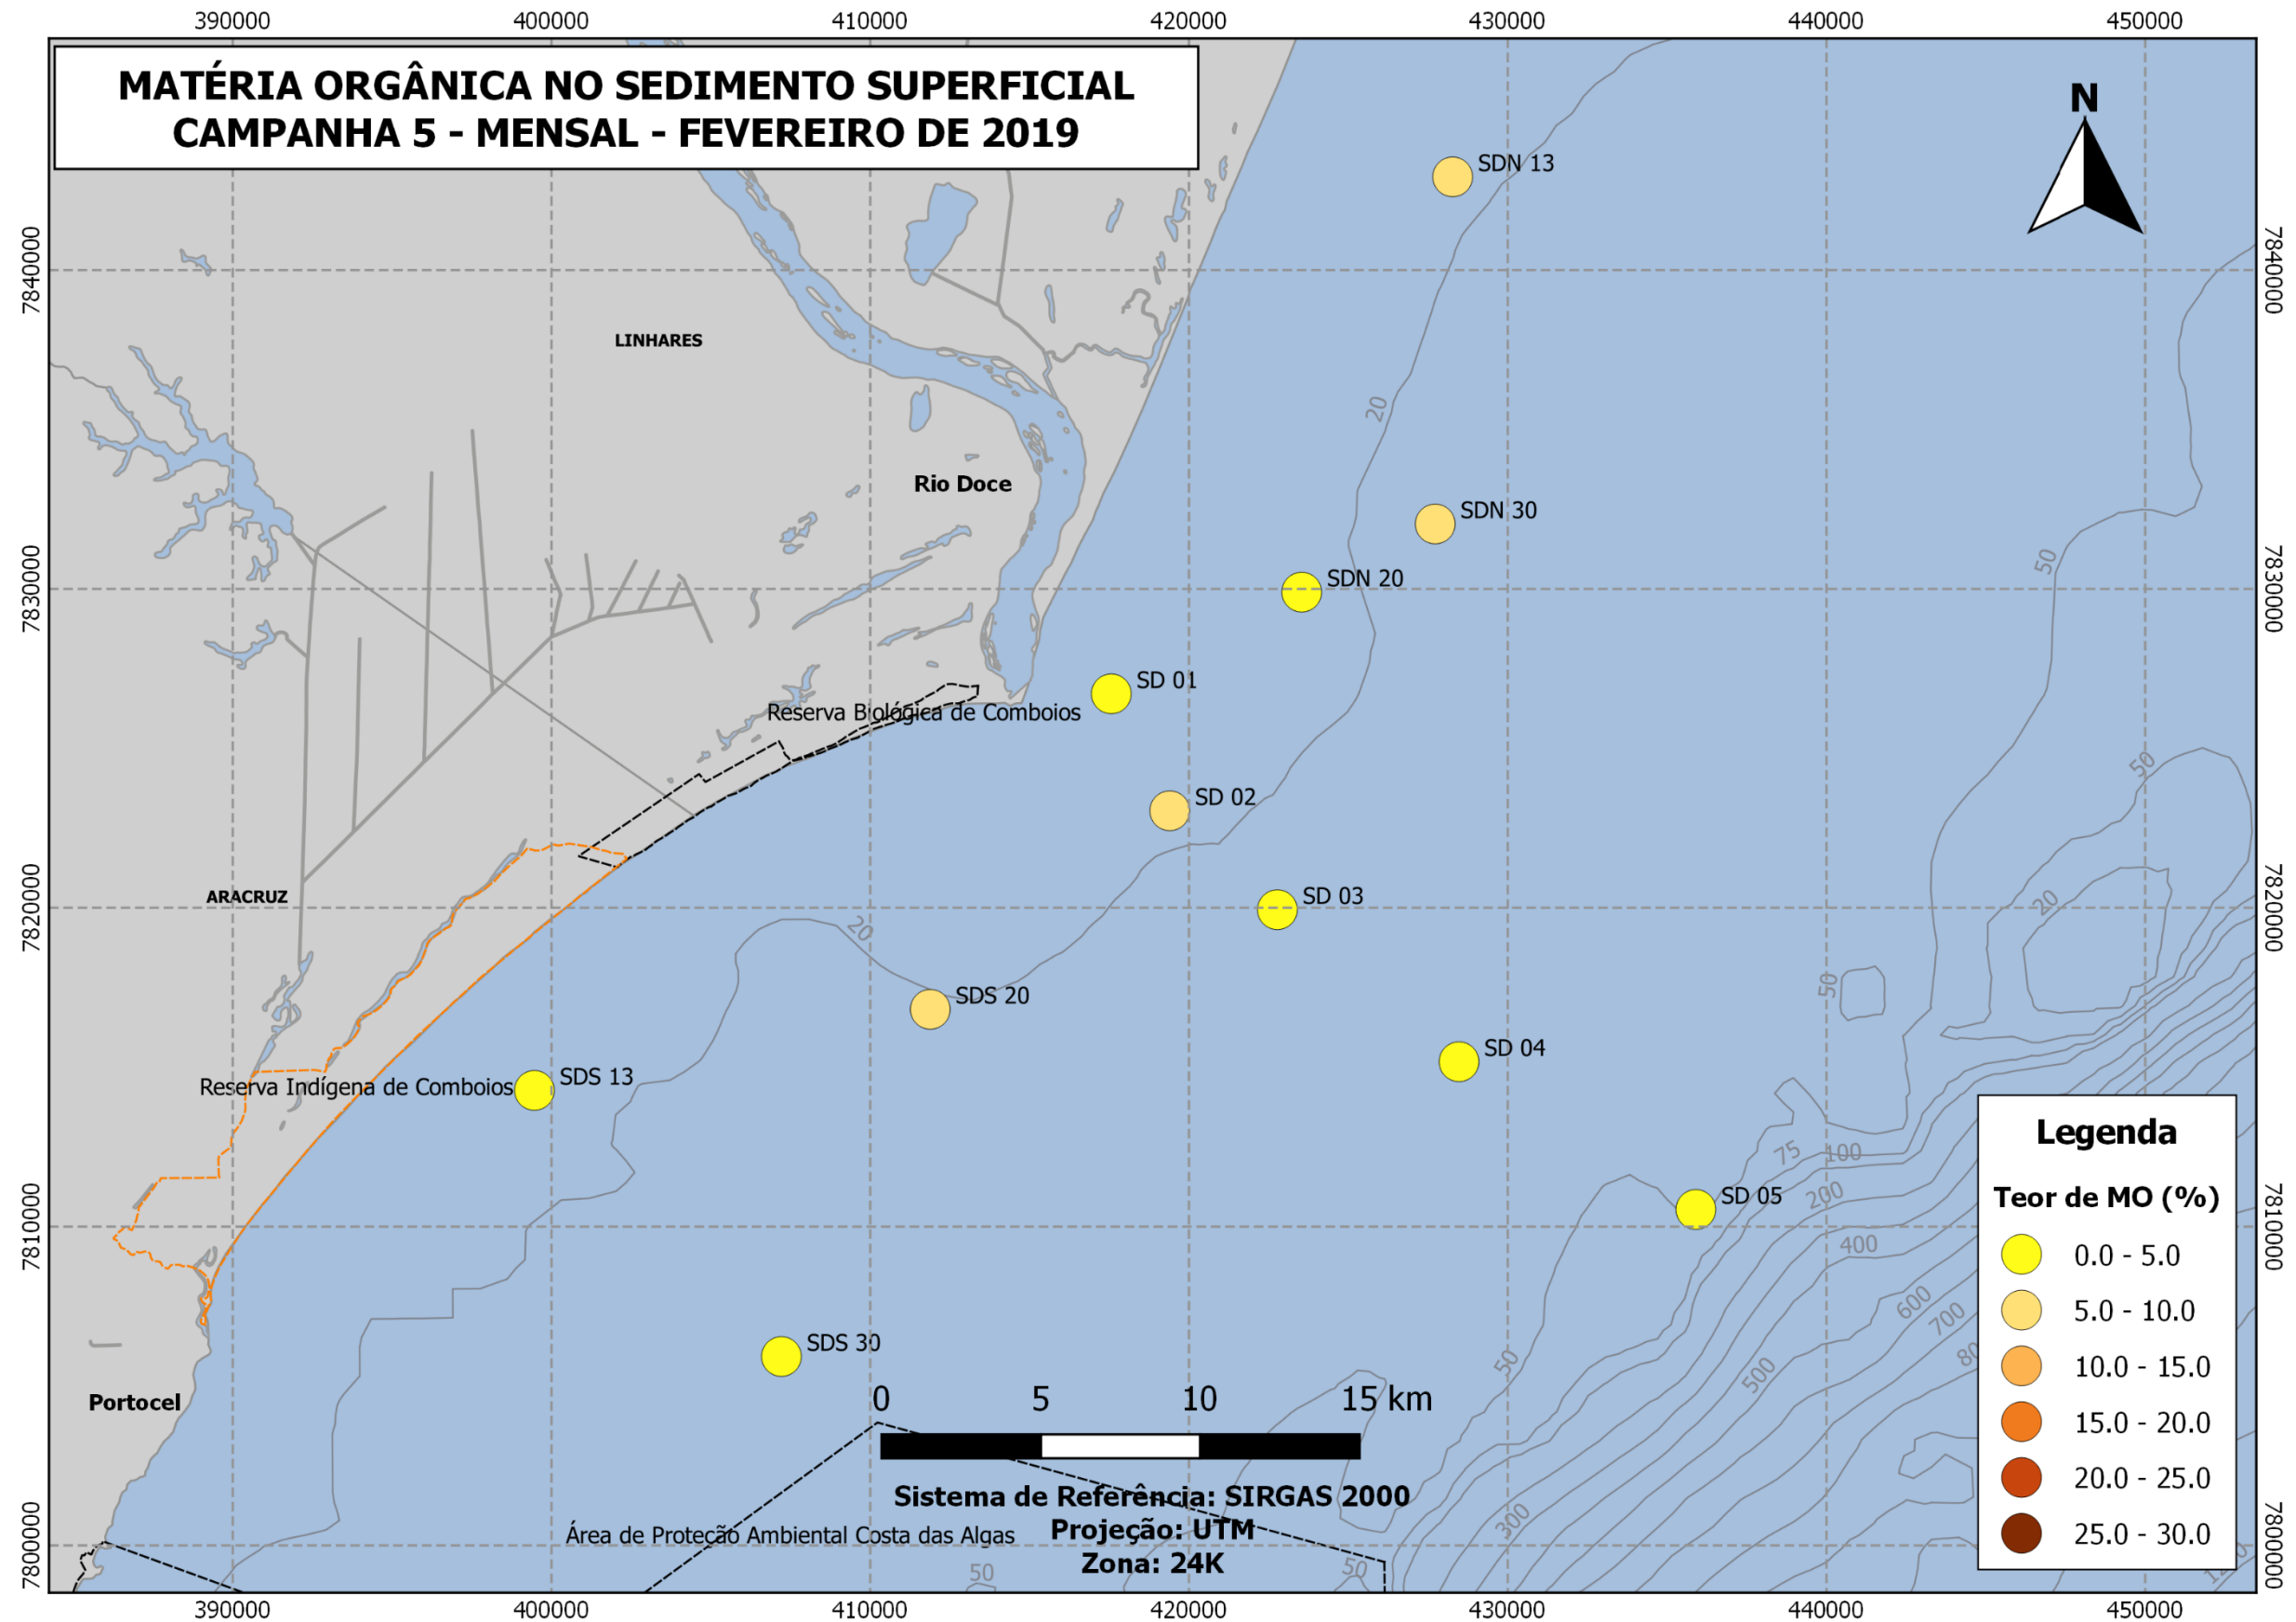 390000 400000 410000 420000 430000 440000 450000
MATÉRIA ORGÂNICA NO SEDIMENTO SUPERFICIAL
CAMPANHA 5 - MENSAL - FEVEREIRO DE 2019
N
SDN 13
7840000
7840000
LINHARES
20
Rio Doce
SDN 30
50
SDN 20
7830000
7830000
SD 01
Reserva Biológica de Comboios
50
SD 02
ARACRUZ
SD 03
20
20
7820000
7820000
50
SDS 20
SD 04
SDS 13
Reserva Indígena de Comboios
75
100
200
SD 05
400
7810000
7810000
600
700
SDS 30
50
500
Portocel
0 5 10 15 km
Sistema de Referência: SIRGAS 2000
Projeção: UTM
Zona: 24K
Área de Proteção Ambiental Costa das Algas
300
50
50
7800000
7800000
Legenda
Teor de MO (%)
0.0 - 5.0
5.0 - 10.0
10.0 - 15.0
15.0 - 20.0
20.0 - 25.0
25.0 - 30.0
390000 400000 410000 420000 430000 440000 450000